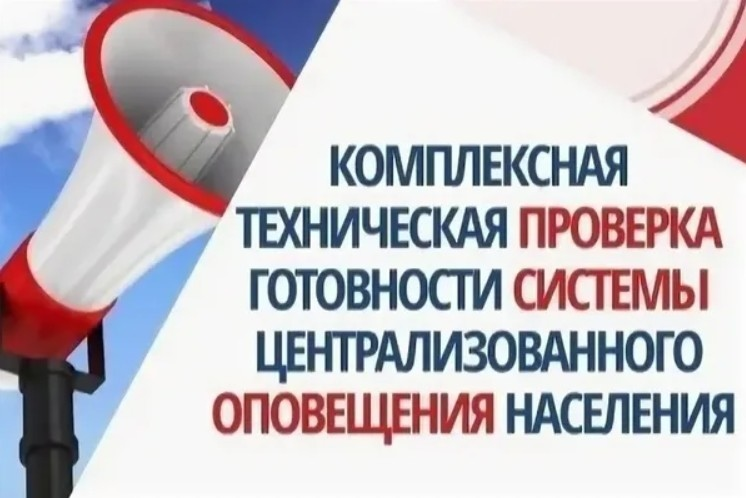 КОМПЛЕКСНАЯ
ТЕХНИЧЕСКАЯ ПРОВЕРКА
ГОТОВНОСТИ СИСТЕМЫ
ЦЕНТРАЛИЗОВАННОГО
ОПОВЕЩЕНИЯ НАСЕЛЕНИЯ